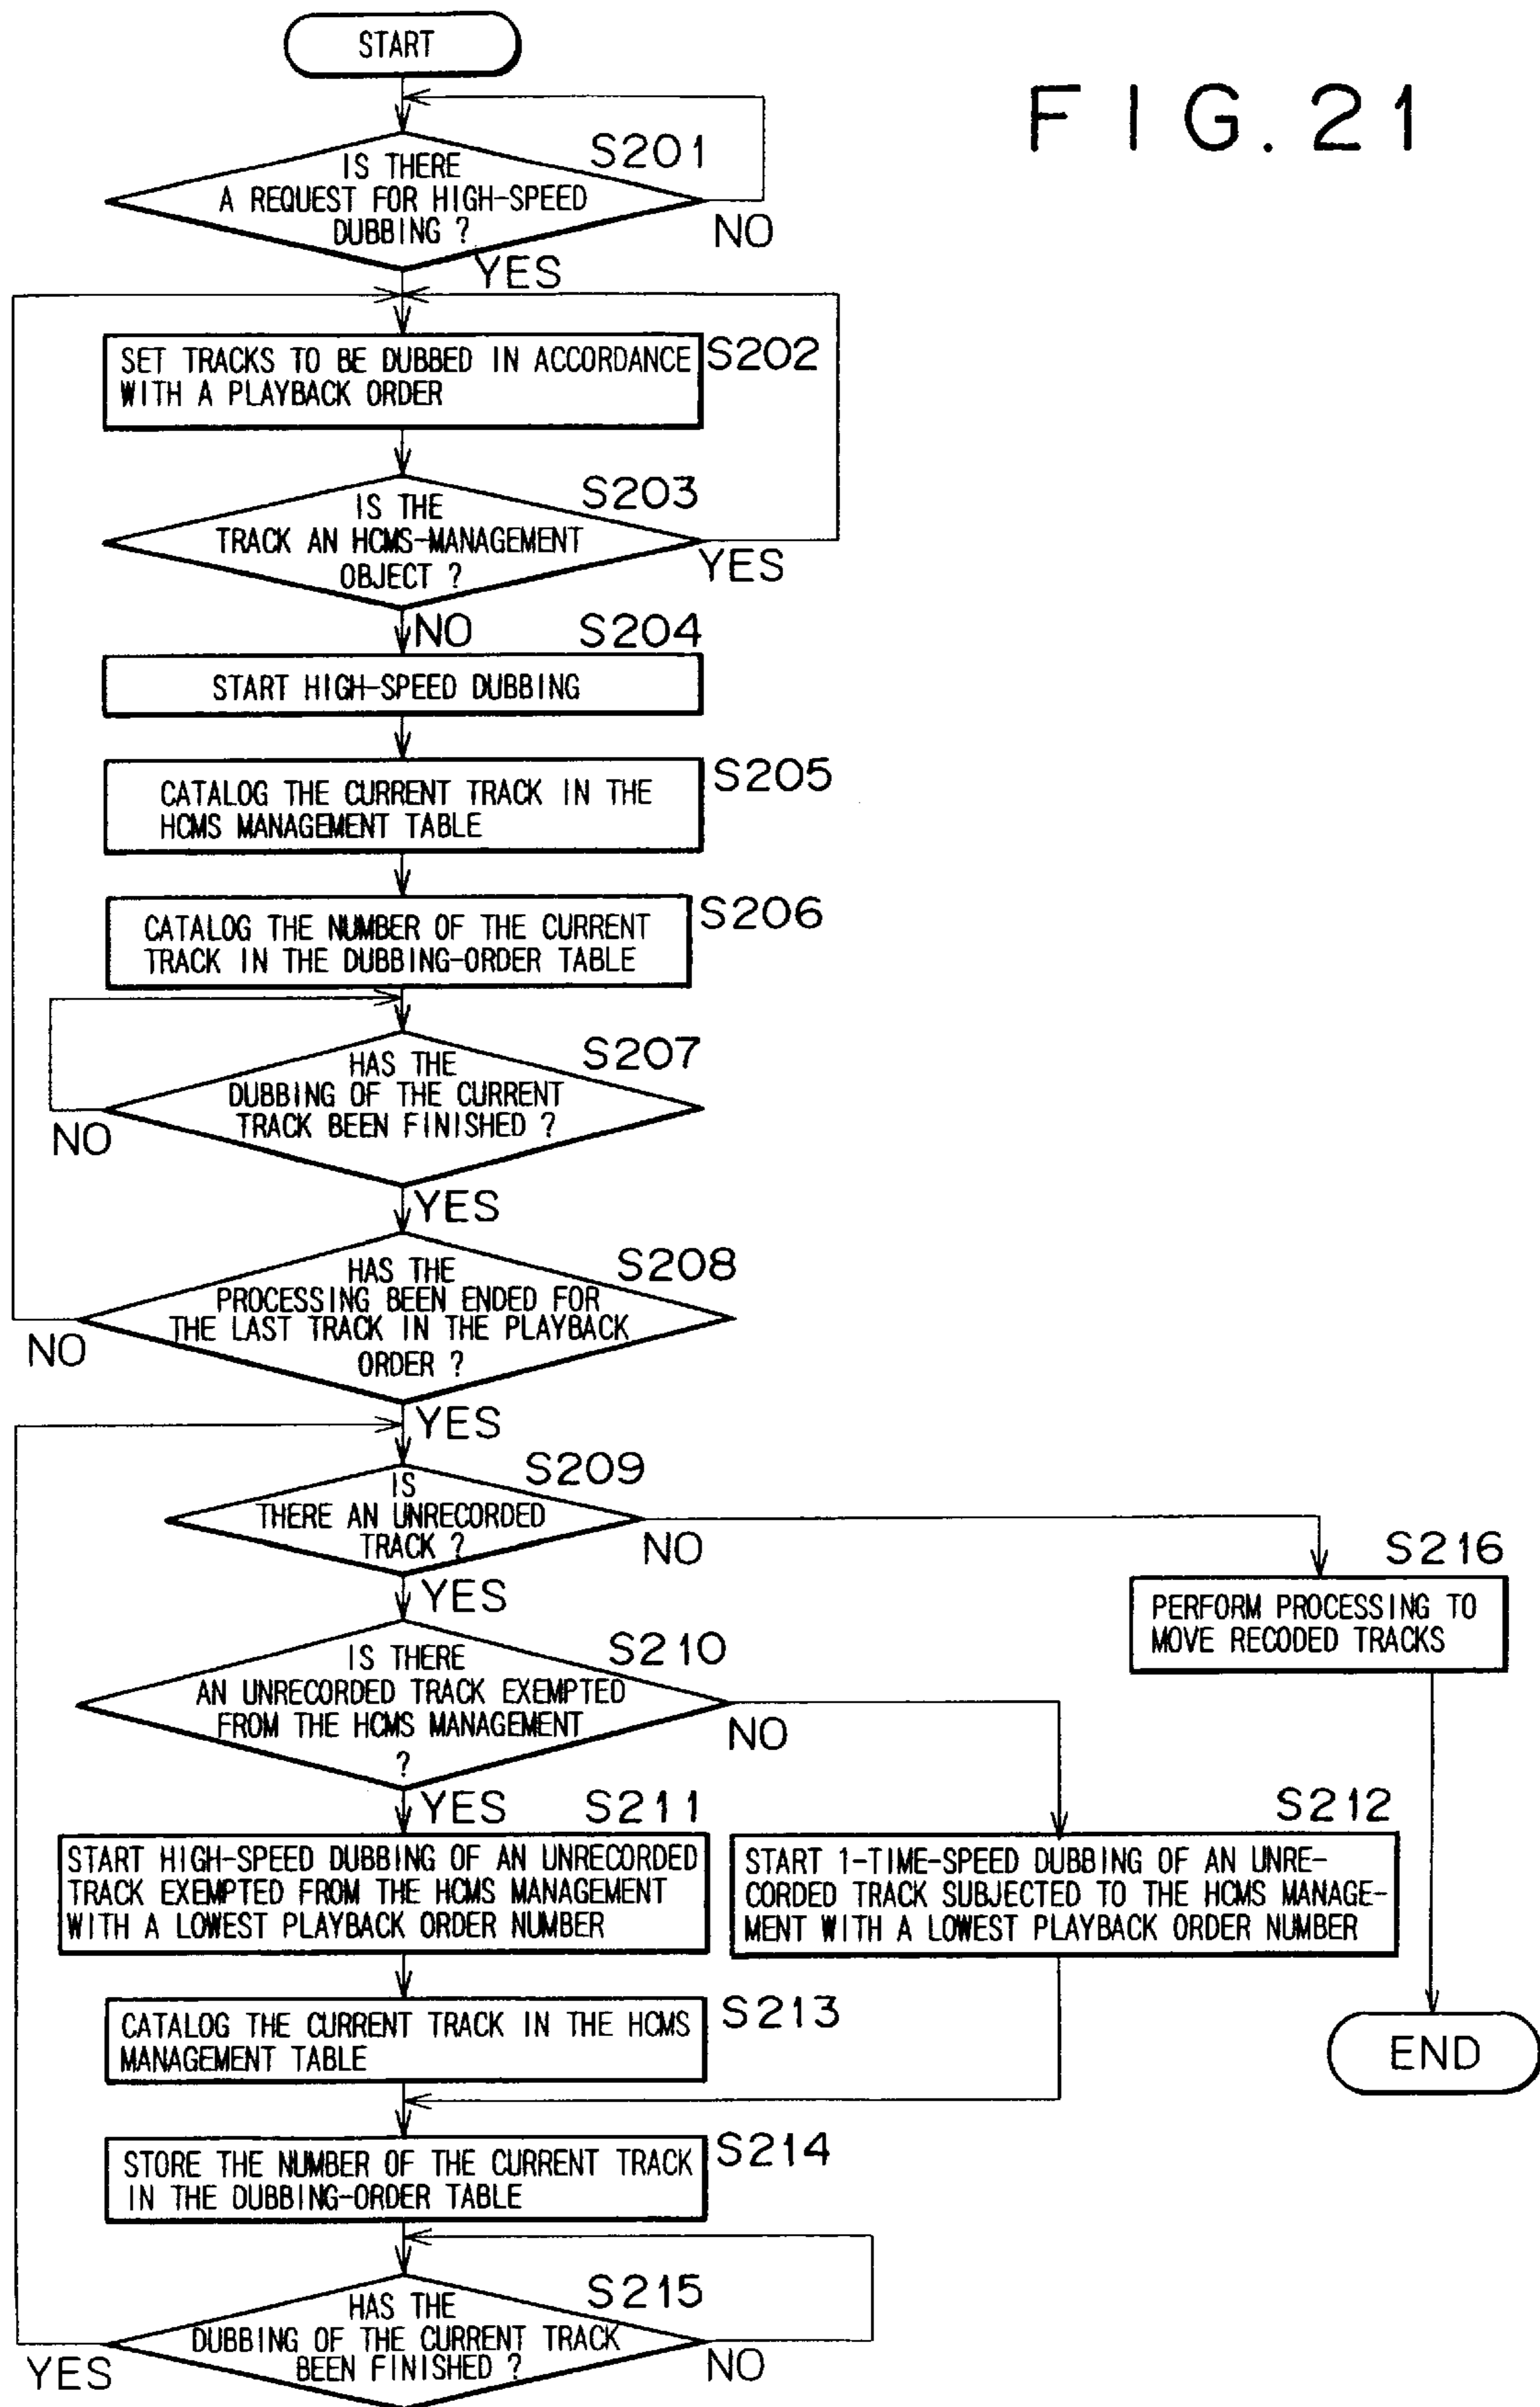 START
FIG. 21
IS THERE
A REQUEST FOR HIGH-SPEED
DUBBING ?
S201
NO
YES
SET TRACKS TO BE DUBBED IN ACCORDANCE
WITH A PLAYBACK ORDER
S202
IS THE
TRACK AN HCMS-MANAGEMENT
OBJECT ?
S203
YES
NO
S204
START HIGH-SPEED DUBBING
CATALOG THE CURRENT TRACK IN THE
HCMS MANAGEMENT TABLE
S205
CATALOG THE NUMBER OF THE CURRENT
TRACK IN THE DUBBING-ORDER TABLE
S206
HAS THE
DUBBING OF THE CURRENT
TRACK BEEN FINISHED ?
S207
NO
YES
HAS THE
PROCESSING BEEN ENDED FOR
THE LAST TRACK IN THE PLAYBACK
ORDER ?
S208
NO
YES
IS
THERE AN UNRECORDED
TRACK ?
S209
NO
YES
S216
PERFORM PROCESSING TO
MOVE RECODED TRACKS
IS THERE
AN UNRECORDED TRACK EXEMPTED
FROM THE HCMS MANAGEMENT
?
S210
NO
YES
S211
START HIGH-SPEED DUBBING OF AN UNRECORDED
TRACK EXEMPTED FROM THE HCMS MANAGEMENT
WITH A LOWEST PLAYBACK ORDER NUMBER
S212
START 1-TIME-SPEED DUBBING OF AN UNRE-
CORDED TRACK SUBJECTED TO THE HCMS MANAGE-
MENT WITH A LOWEST PLAYBACK ORDER NUMBER
CATALOG THE CURRENT TRACK IN THE HCMS
MANAGEMENT TABLE
S213
END
STORE THE NUMBER OF THE CURRENT TRACK
IN THE DUBBING-ORDER TABLE
S214
HAS THE
DUBBING OF THE CURRENT TRACK
BEEN FINISHED ?
S215
YES
NO